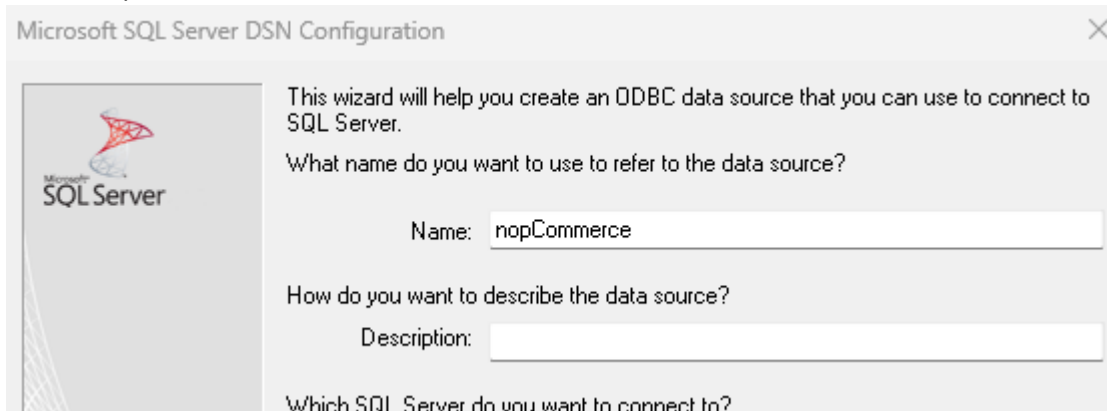 Microsoft SQL Server DSN Configuration
This wizard will help you create an ODBC data source that you can use to connect to
SQL Server.
What name do you want to use to refer to the data source?
Microsoft
SQL Server
Name: nopCommerce
How do you want to describe the data source?
Description:
Which SQL Server do you want to connect to?